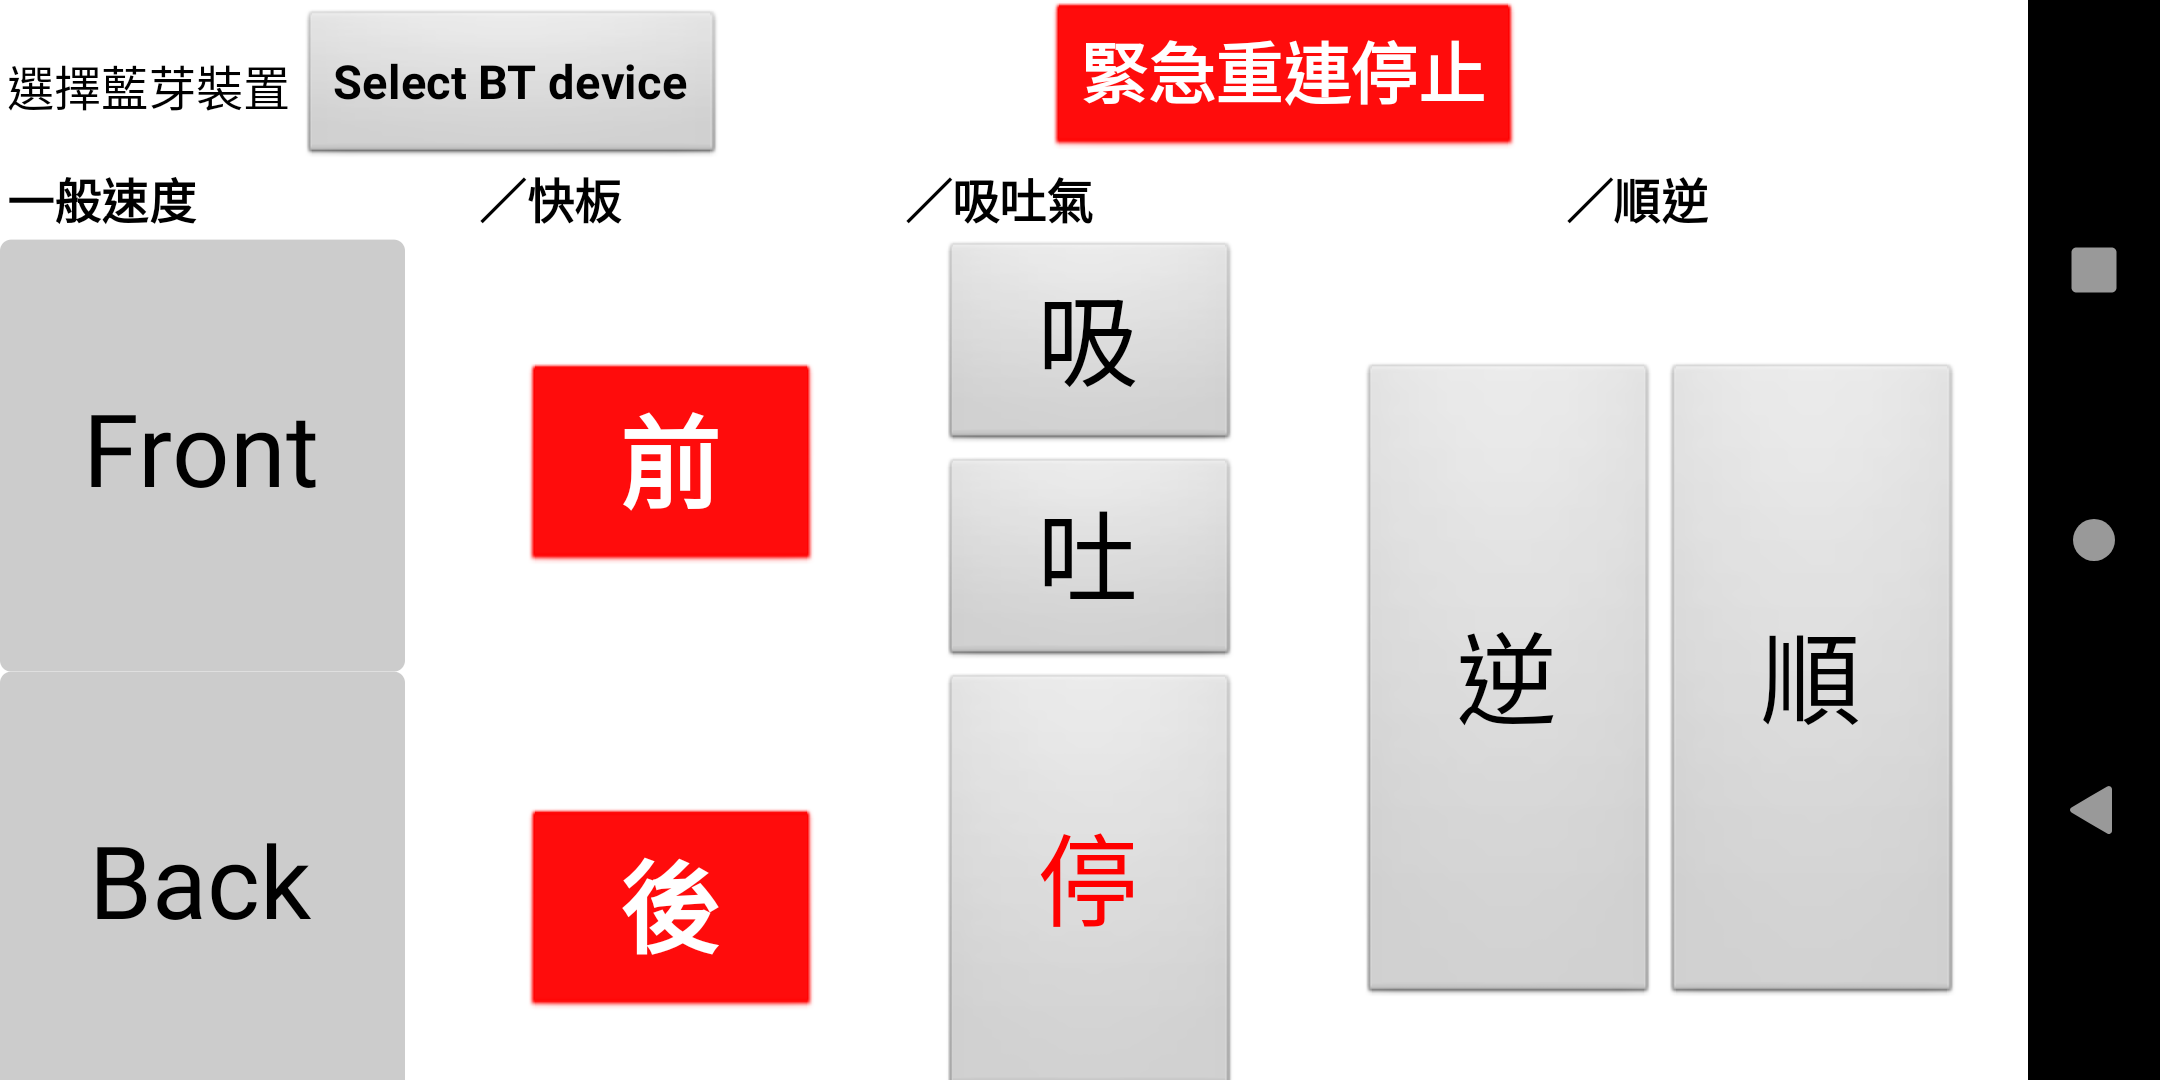 選擇藍芽裝置 Select BT device 緊急重連停止
一般速度 ／快板 ／吸吐氣 ／順逆
Front
前
吸
吐
逆
順
Back
後
停